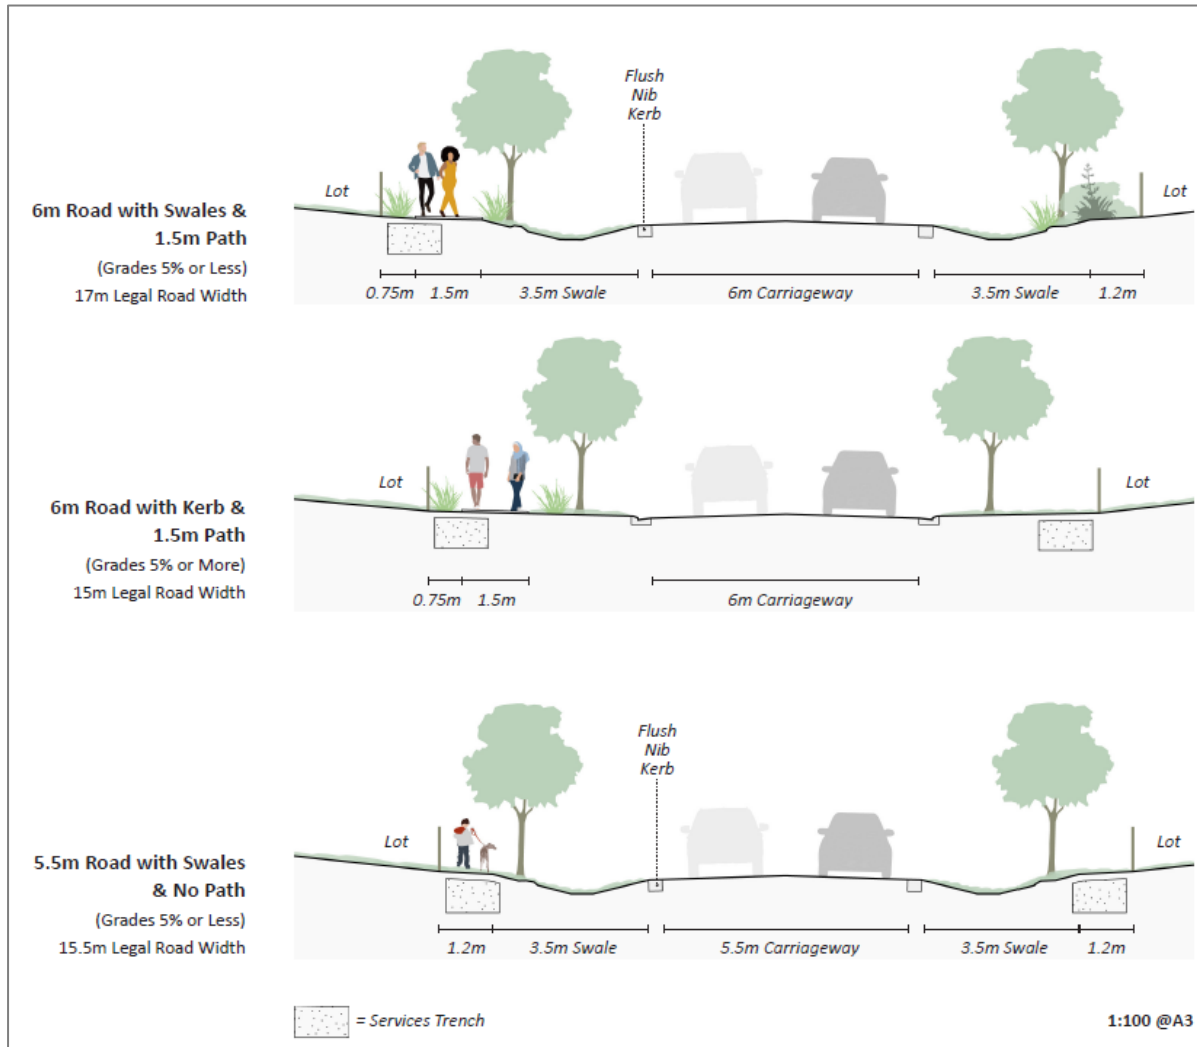 Flush
Nib
Kerb
Lot
Lot
6m Road with Swales &
1.5m Path
(Grades 5% or Less)
17m Legal Road Width
0.75m
1.5m
3.5m Swale
6m Carriageway
3.5m Swale
1.2m
Lot
Lot
6m Road with Kerb &
1.5m Path
(Grades 5% or More)
15m Legal Road Width
0.75m
1.5m
6m Carriageway
Flush
Nib
Kerb
Lot
Lot
5.5m Road with Swales
& No Path
(Grades 5% or Less)
15.5m Legal Road Width
1.2m
3.5m Swale
5.5m Carriageway
3.5m Swale
1.2m
= Services Trench
1:100 @A3